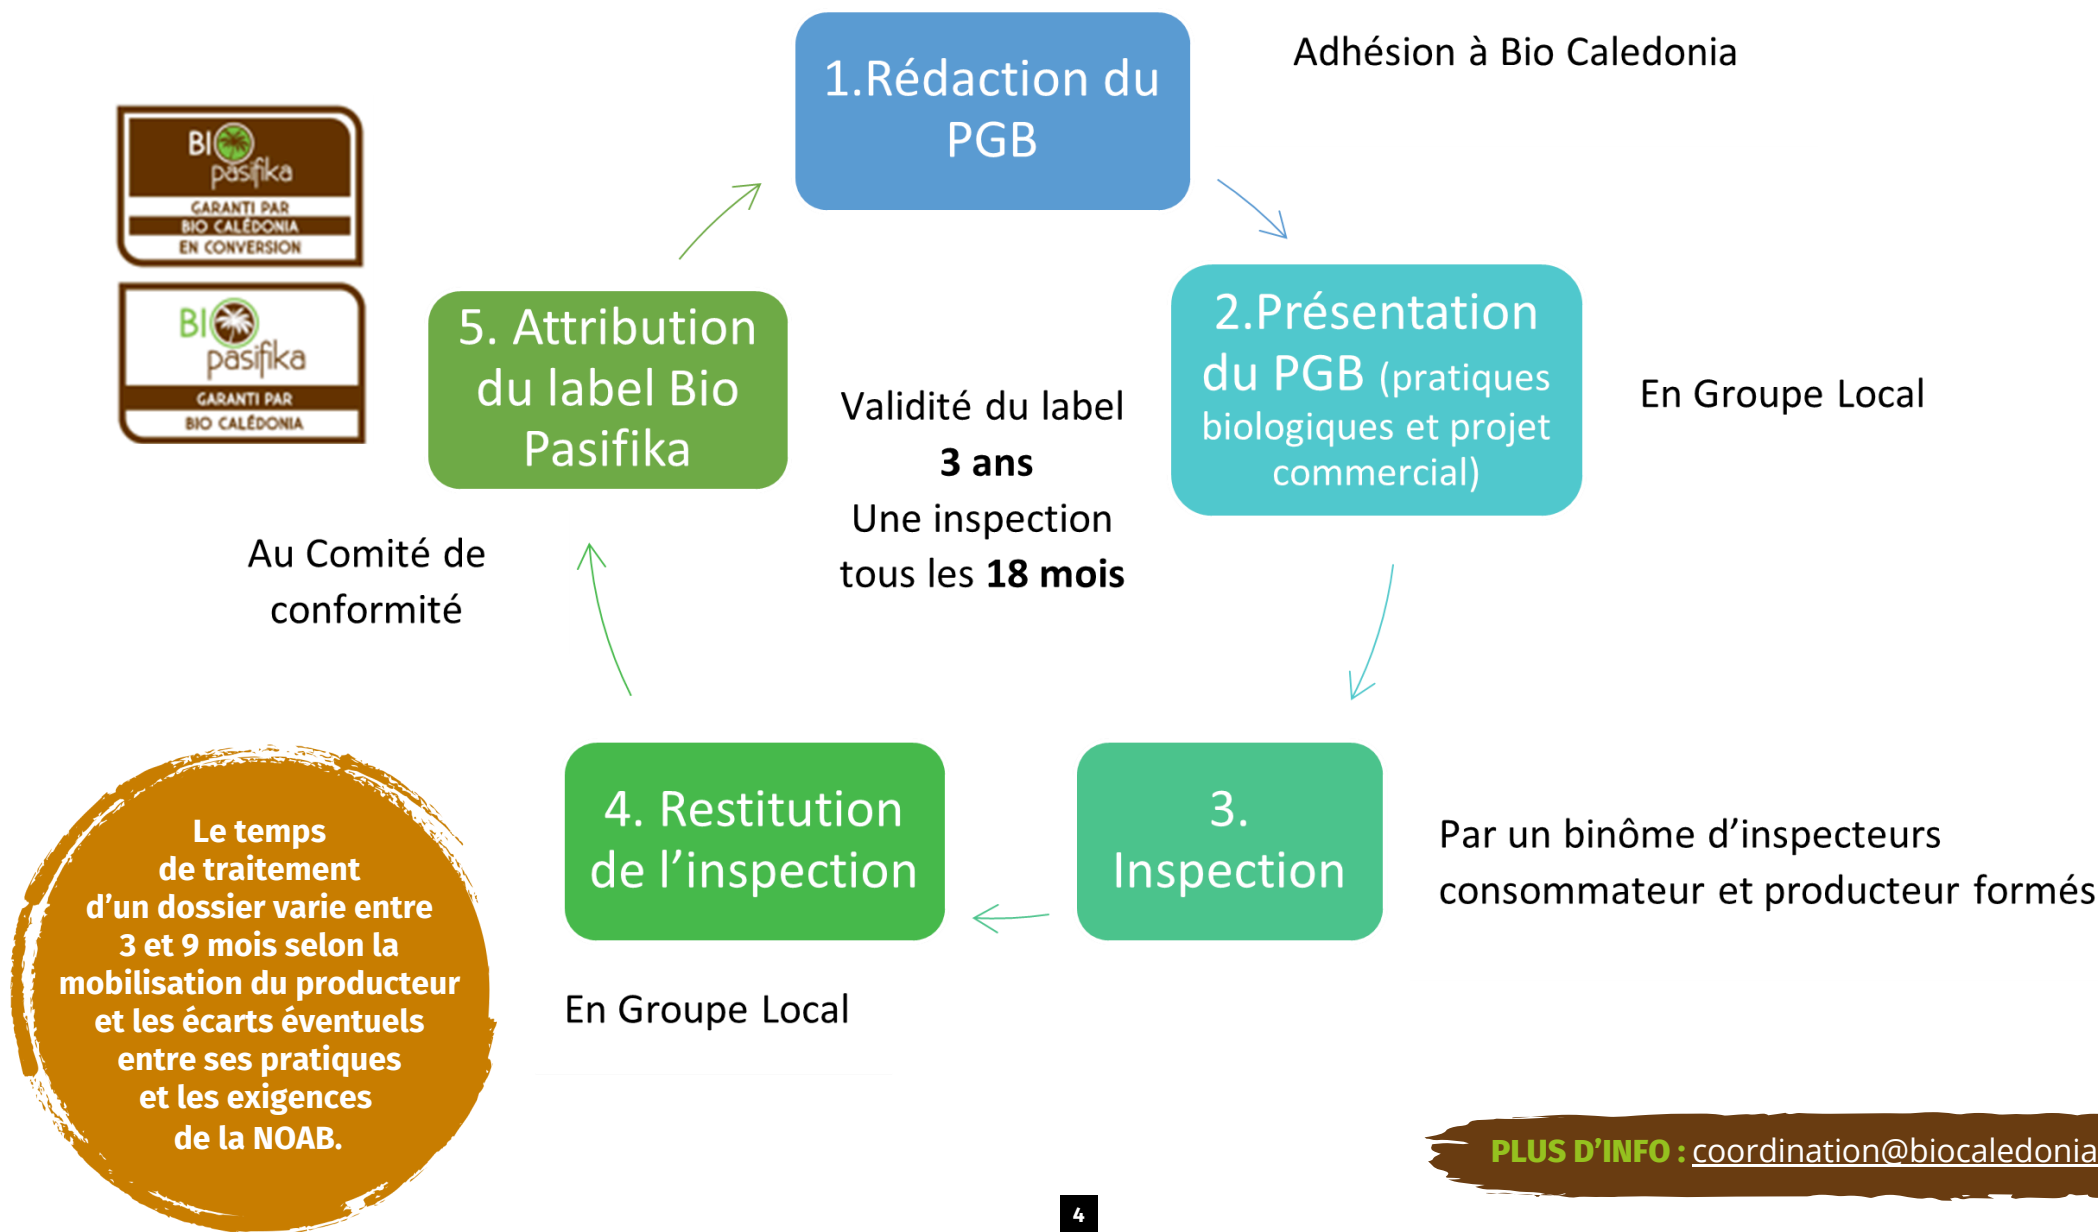 1.Rédaction du
PGB
Adhésion à Bio Caledonia
BIO
pasifika
GARANTI PAR
BIO CALÉDONIA
EN CONVERSION
BIO
pasifika
GARANTI PAR
BIO CALÉDONIA
2.Présentation
du PGB (pratiques
biologiques et projet
commercial)
En Groupe Local
5. Attribution
du label Bio
Pasifika
Validité du label
3 ans
Une inspection
tous les 18 mois
Au Comité de
conformité
4. Restitution
de l’inspection
En Groupe Local
3.
Inspection
Par un binôme d’inspecteurs
consommateur et producteur formés
Le temps
de traitement
d’un dossier varie entre
3 et 9 mois selon la
mobilisation du producteur
et les écarts éventuels
entre ses pratiques
et les exigences
de la NOAB.
PLUS D’INFO : coordination@biocaledonia
4